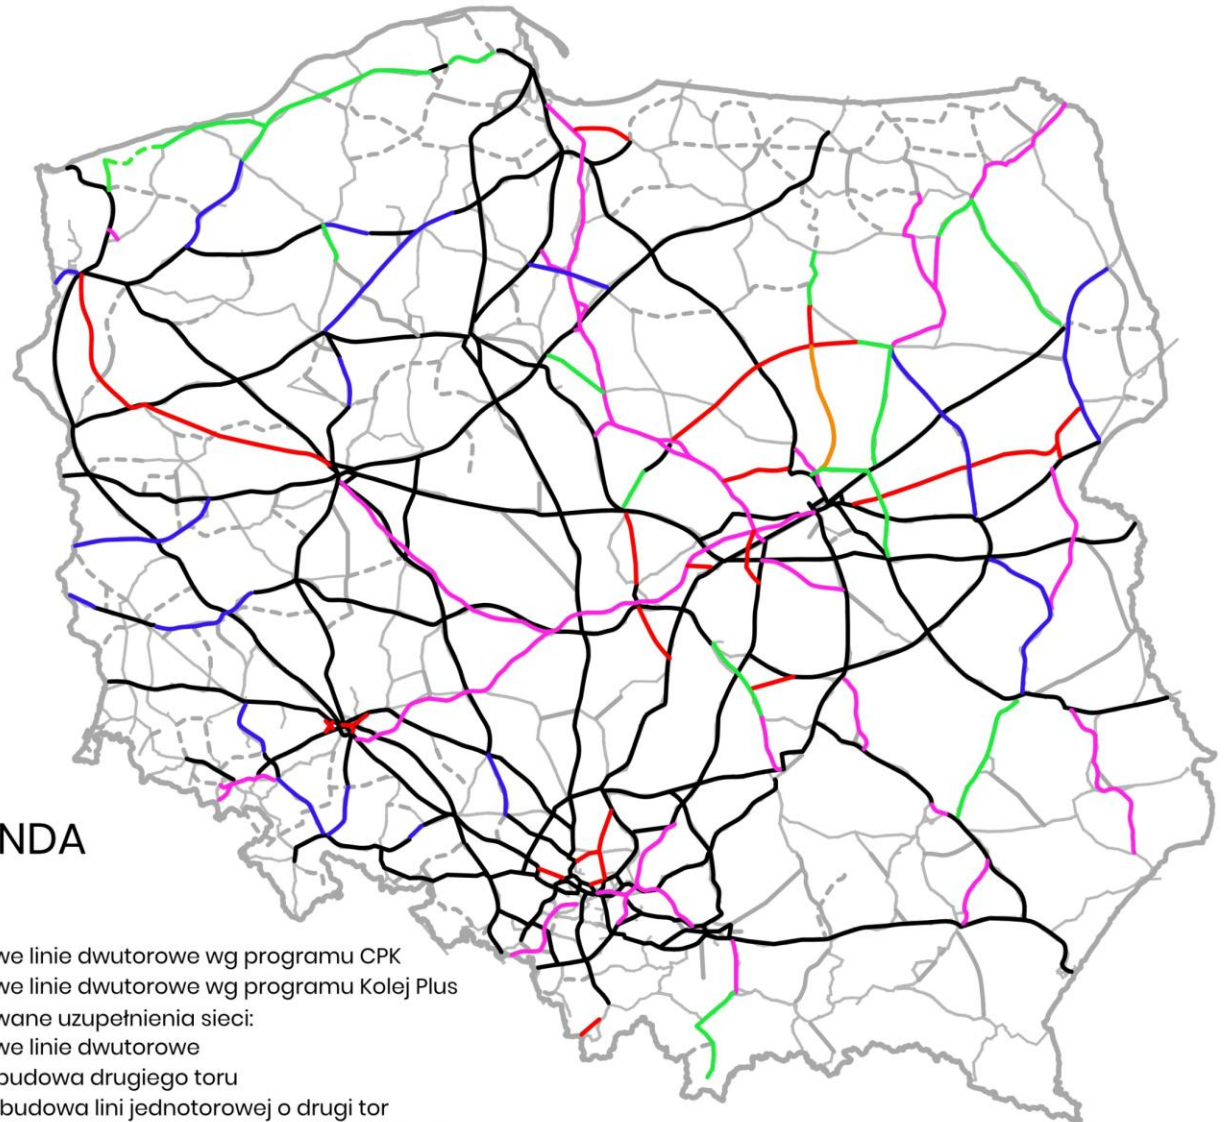 NDA
we linie dwutorowe wg programu CPK
we linie dwutorowe wg programu Kolej Plus
wane uzupełnienia sieci:
we linie dwutorowe
budowa drugiego toru
budowa lini jednotorowej o drugi tor